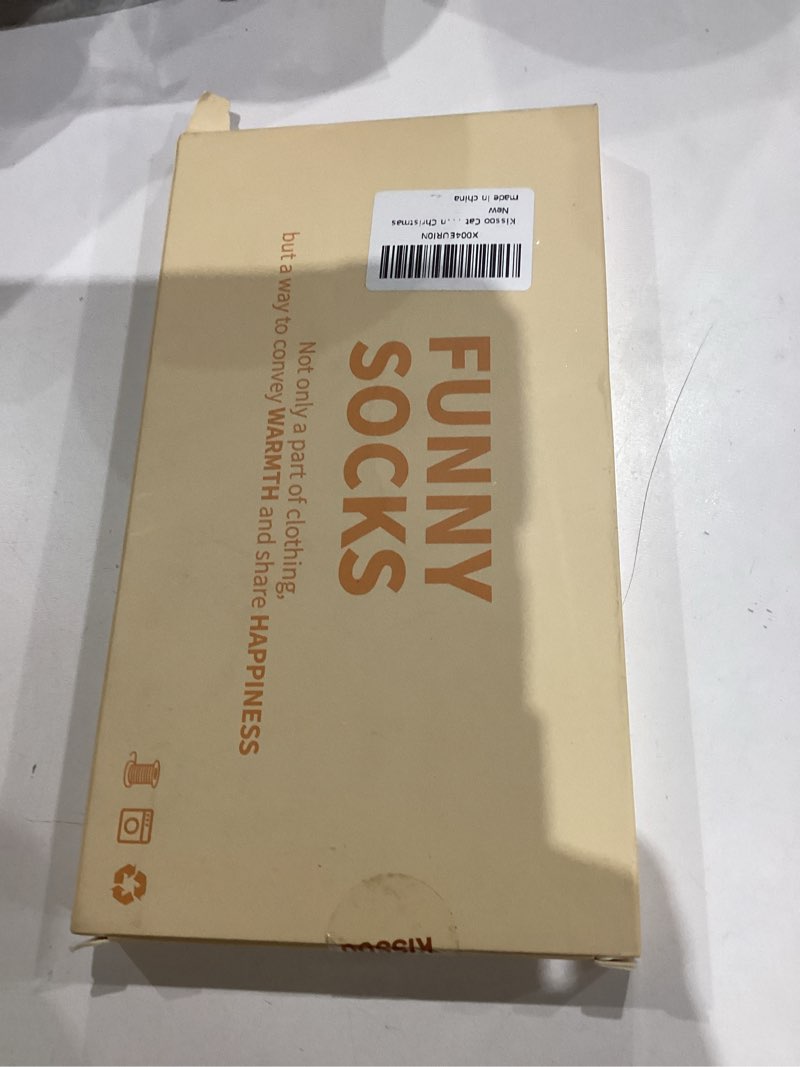 FUNNY
SOCKS
Not only a part of clothing,
but a way to convey WARMTH and share HAPPINESS
X004EURI0N
Kissoo Cat ... n Christmas
New
made in china